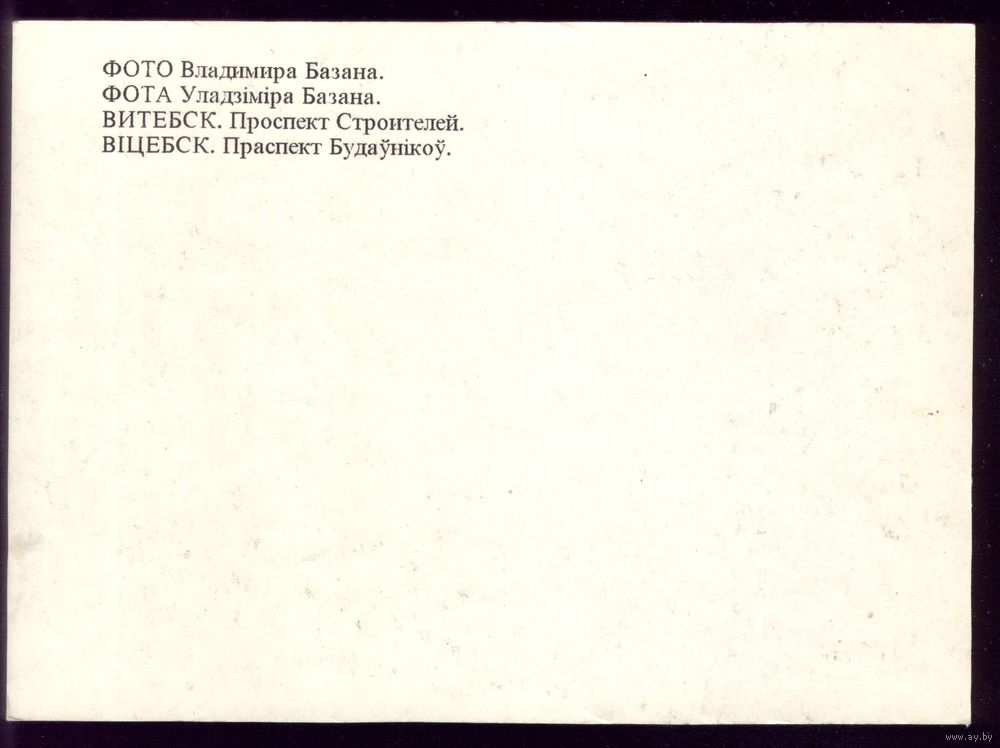 ФОТО Владимира Базана.
ФОТА Уладзіміра Базана.
ВИТЕБСК. Проспект Строителей.
ВІЦЕБСК. Праспект Будаўнікоў.
www.ay.by